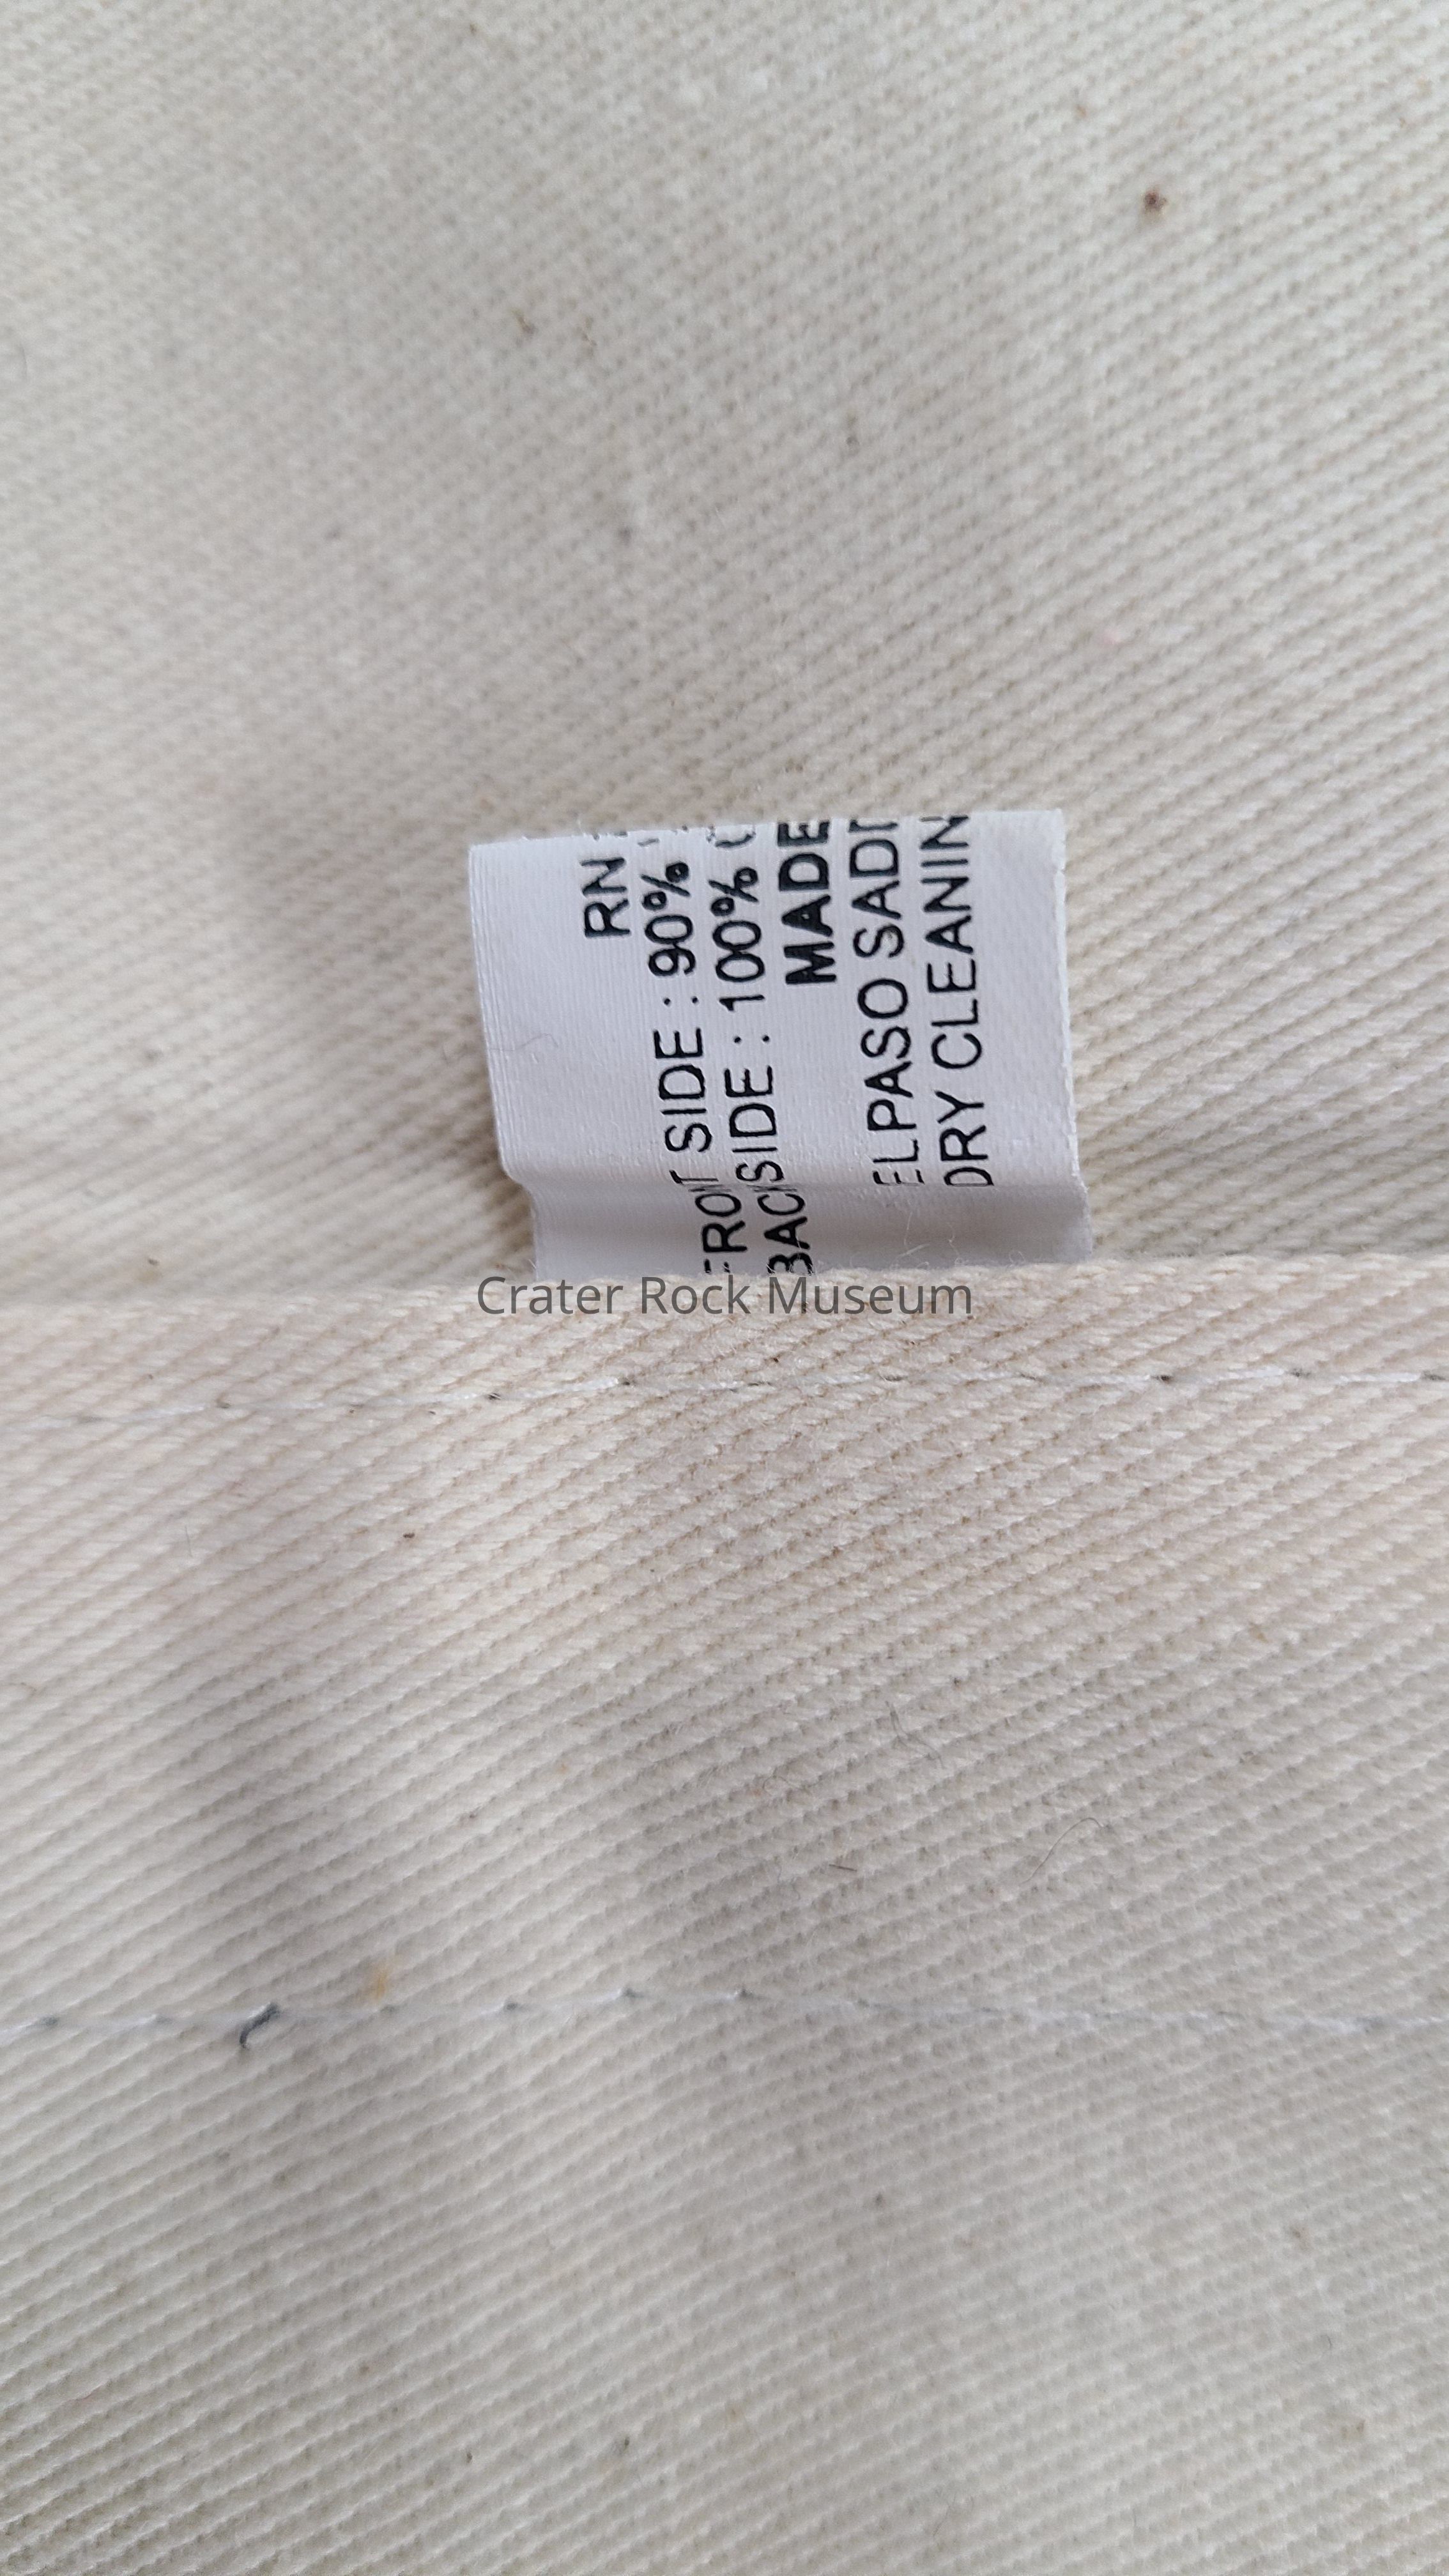 RN
FRONT SIDE : 90%
BACKSIDE : 100%
MADE
ELPASO SADD
DRY CLEANIN
Crater Rock Museum